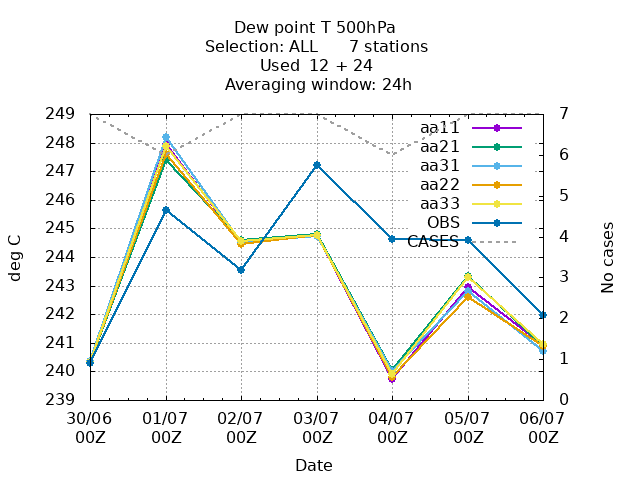 Dew point T 500hPa
Selection: ALL 7 stations
Used 12 + 24
Averaging window: 24h
249
248
247
246
245
244
243
242
241
240
239
deg C
7
6
5
4
3
2
1
0
No cases
aa11
aa21
aa31
aa22
aa33
OBS
CASES
30/06 01/07 02/07 03/07 04/07 05/07 06/07
00Z 00Z 00Z 00Z 00Z 00Z 00Z
Date